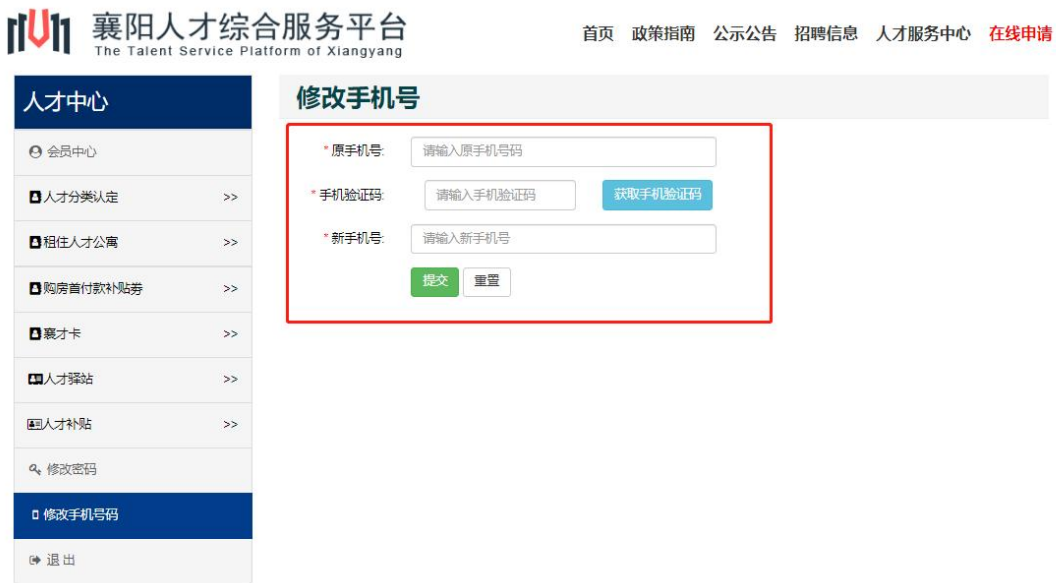 襄阳人才综合服务平台
The Talent Service Platform of Xiangyang
首页 政策指南 公示公告 招聘信息 人才服务中心 在线申请
人才中心
会员中心
人才分类认定 >>
租住人才公寓 >>
购房首付款补贴券 >>
襄才卡 >>
人才驿站 >>
人才补贴 >>
修改密码
修改手机号码
退出
修改手机号
*原手机号: 请输入原手机号码
*手机验证码: 请输入手机验证码 获取手机验证码
*新手机号: 请输入新手机号
提交 重置